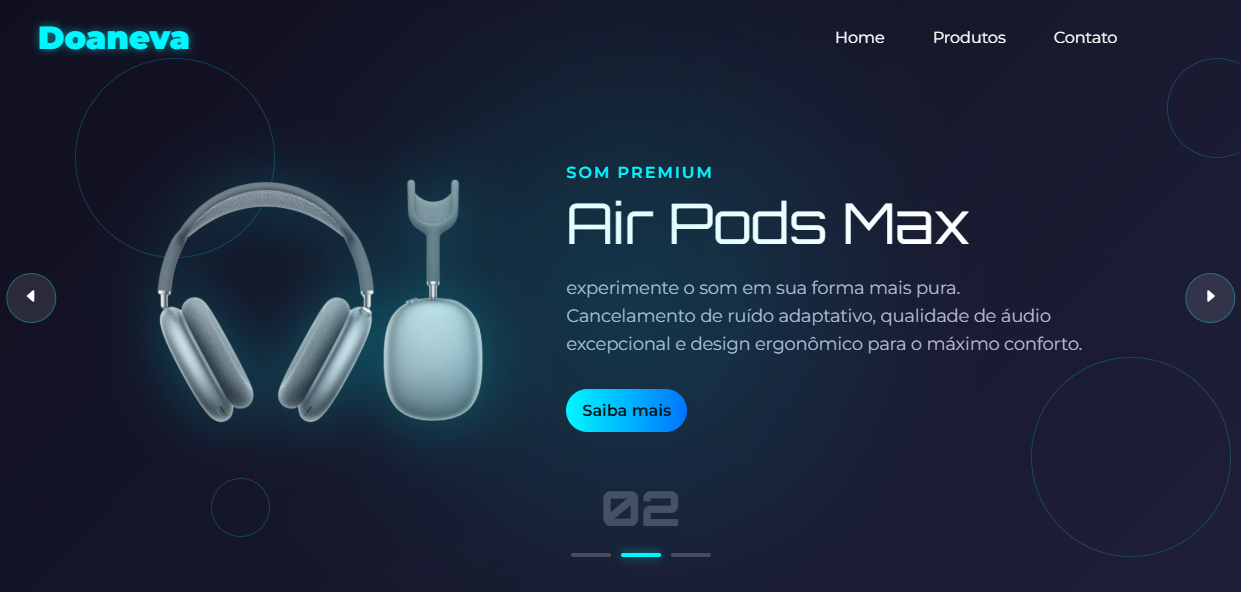 Doaneva
Home Produtos Contato
SOM PREMIUM
Air Pods Max
experimente o som em sua forma mais pura.
Cancelamento de ruído adaptativo, qualidade de áudio
excepcional e design ergonômico para o máximo conforto.
Saiba mais
02